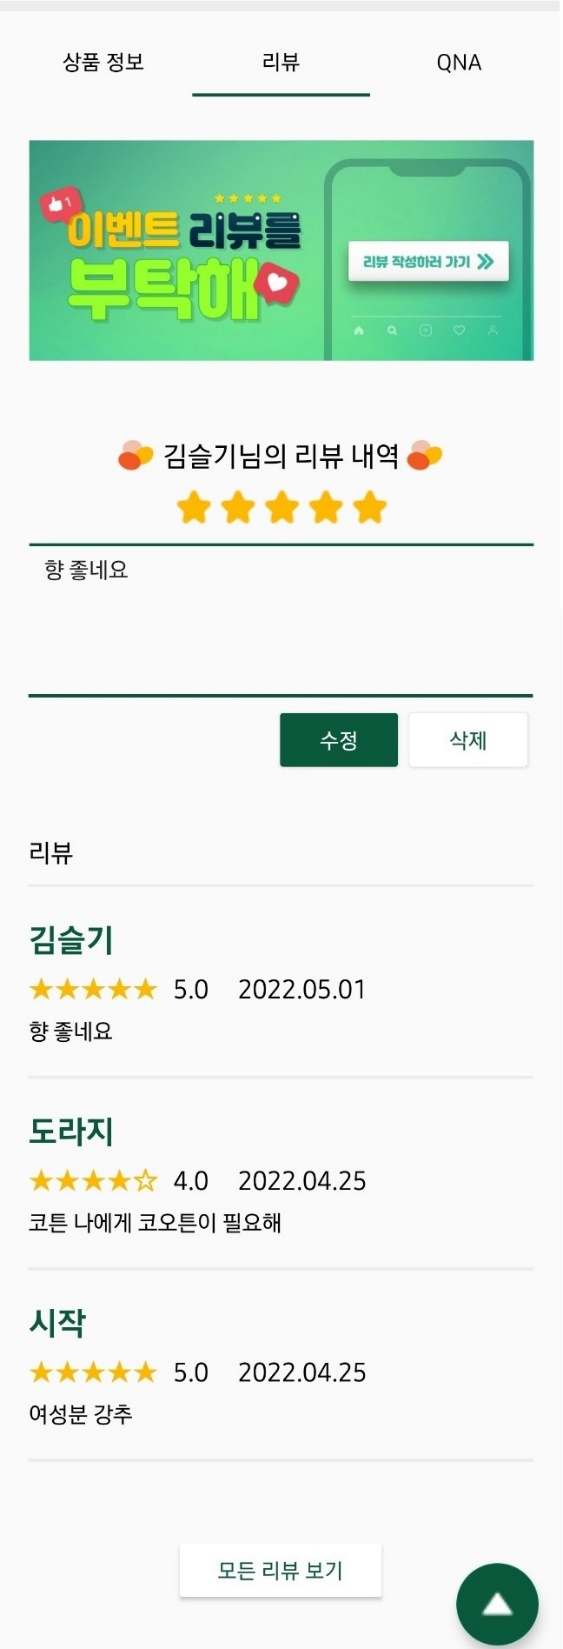 상품 정보 리뷰 QNA
1
이벤트 리뷰를
부탁해
리뷰 작성하러 가기
김슬기님의 리뷰 내역
향 좋네요
수정 삭제
리뷰
김슬기
5.0 2022.05.01
향 좋네요
도라지
4.0 2022.04.25
코튼 나에게 코오튼이 필요해
시작
5.0 2022.04.25
여성분 강추
모든 리뷰 보기